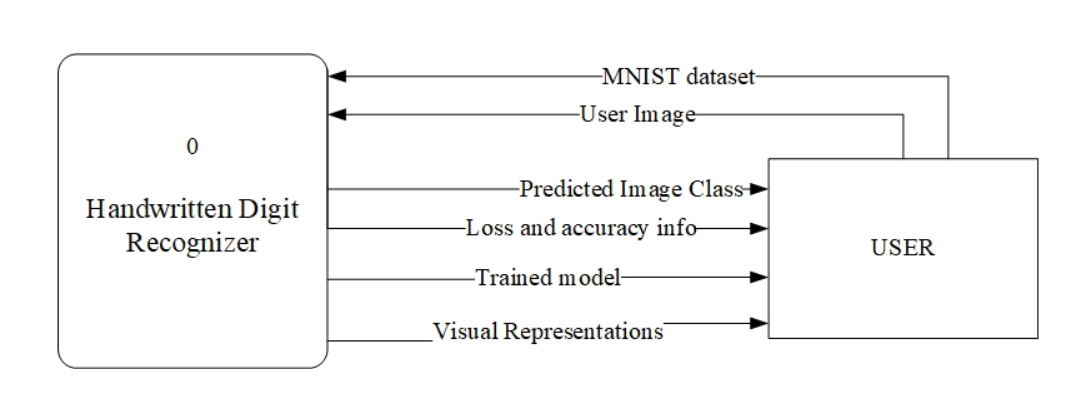 MNIST dataset
User Image
0
Handwritten Digit
Recognizer
Predicted Image Class
Loss and accuracy info
Trained model
Visual Representations
USER